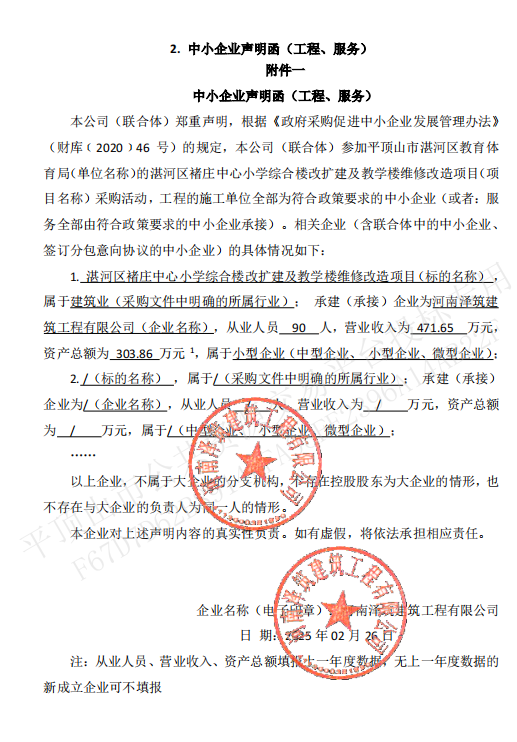 2. 中小企业声明函（工程、服务）
附件一
中小企业声明函（工程、服务）
本公司（联合体）郑重声明，根据《政府采购促进中小企业发展管理办法》
（财库﹝2020﹞46 号）的规定，本公司（联合体）参加平顶山市湛河区教育体
育局(单位名称)的湛河区褚庄中心小学综合楼改扩建及教学楼维修改造项目(项
目名称)采购活动，工程的施工单位全部为符合政策要求的中小企业（或者：服
务全部由符合政策要求的中小企业承接）。相关企业（含联合体中的中小企业、
签订分包意向协议的中小企业）的具体情况如下：
1. 湛河区褚庄中心小学综合楼改扩建及教学楼维修改造项目(标的名称) ，
属于建筑业（采购文件中明确的所属行业）； 承建（承接）企业为河南泽筑建
筑工程有限公司（企业名称），从业人员 90 人，营业收入为 471.65 万元，
资产总额为 303.86 万元 1，属于小型企业（中型企业、 小型企业、微型企业）；
2. /（标的名称） ，属于/（采购文件中明确的所属行业）； 承建（承接）
企业为/（企业名称），从业人员 / 人，营业收入为 / 万元，资产总额
为 / 万元，属于/（中型企业、 小型企业、微型企业）；
……
以上企业，不属于大企业的分支机构，不存在控股股东为大企业的情形，也
不存在与大企业的负责人为同一人的情形。
本企业对上述声明内容的真实性负责。如有虚假，将依法承担相应责任。
企业名称（电子印章）：河南泽筑建筑工程有限公司
日 期：2025 年 02 月 26 日
注：从业人员、营业收入、资产总额填报上一年度数据，无上一年度数据的
新成立企业可不填报
河南泽筑建筑工程有限公司
河南泽筑建筑工程有限公司